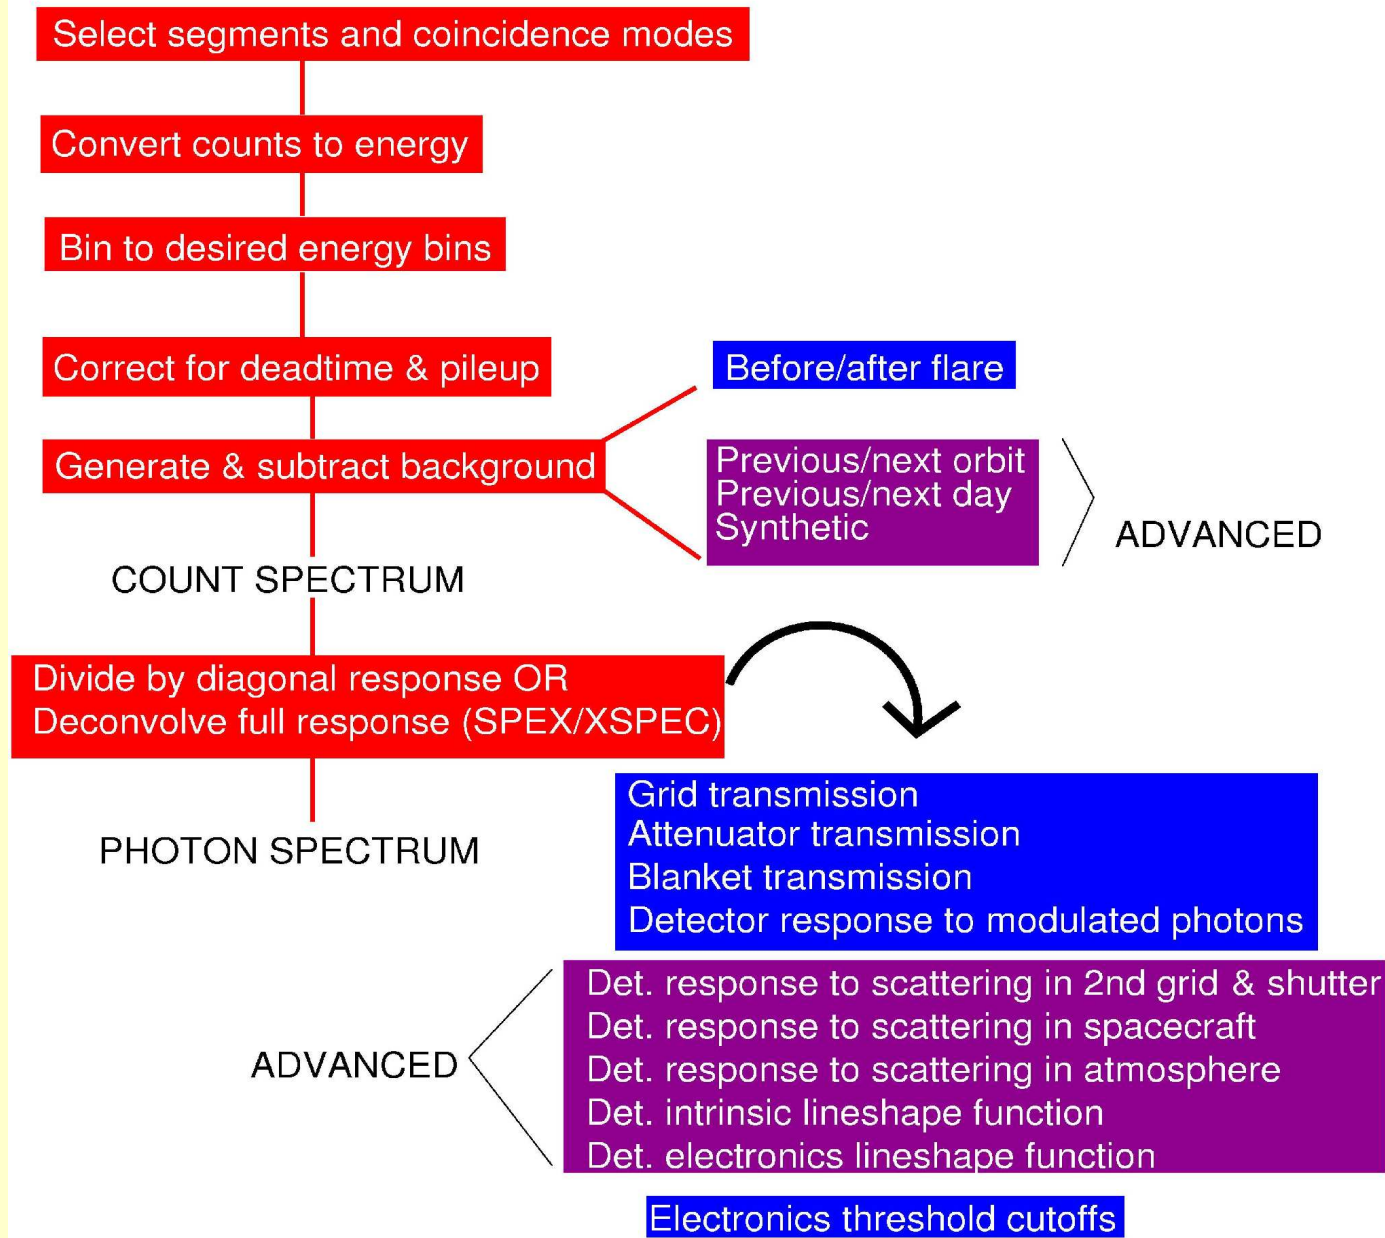 Select segments and coincidence modes
Convert counts to energy
Bin to desired energy bins
Correct for deadtime & pileup
Before/after flare
Generate & subtract background
Previous/next orbit
Previous/next day
Synthetic
ADVANCED
COUNT SPECTRUM
Divide by diagonal response OR
Deconvolve full response (SPEX/XSPEC)
PHOTON SPECTRUM
Grid transmission
Attenuator transmission
Blanket transmission
Detector response to modulated photons
ADVANCED
Det. response to scattering in 2nd grid & shutter
Det. response to scattering in spacecraft
Det. response to scattering in atmosphere
Det. intrinsic lineshape function
Det. electronics lineshape function
Electronics threshold cutoffs